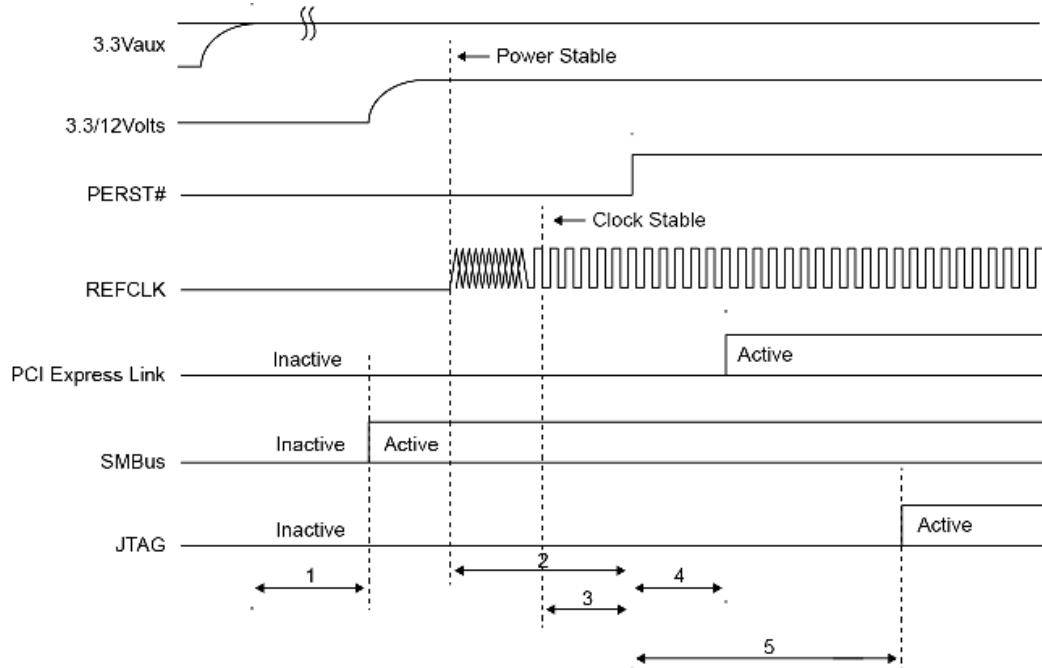 3.3Vaux
Power Stable
3.3/12Volts
PERST#
Clock Stable
REFCLK
PCI Express Link
Inactive
Active
SMBus
Inactive
Active
JTAG
Inactive
Active
1
2
4
3
5